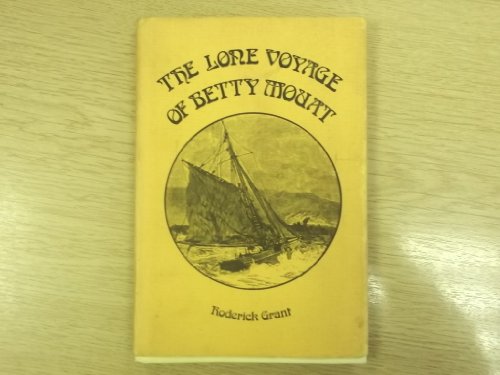 THE LONE VOYAGE
OF BETTY MOUAT
Roderick Grant